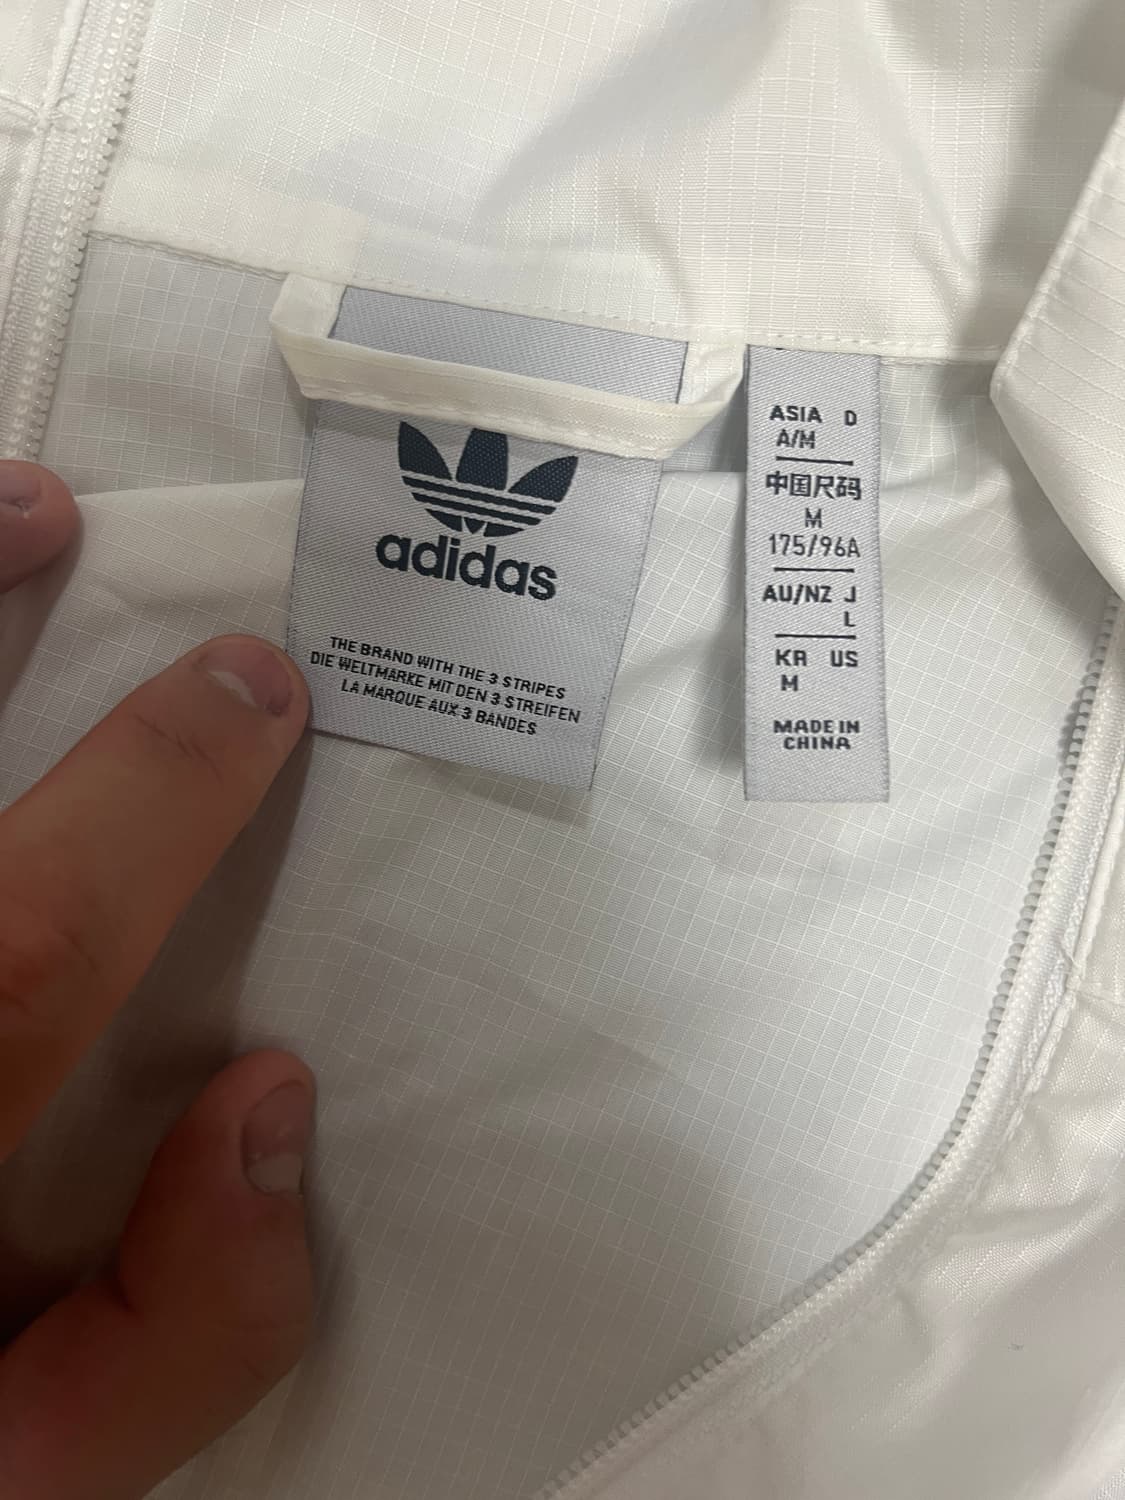 adidas
THE BRAND WITH THE 3 STRIPES
DIE WELTMARKE MIT DEN 3 STREIFEN
LA MARQUE AUX 3 BANDES
ASIA D
A/M
中国尺码
M
175/96A
AU/NZ J
L
KR US
M
MADE IN
CHINA